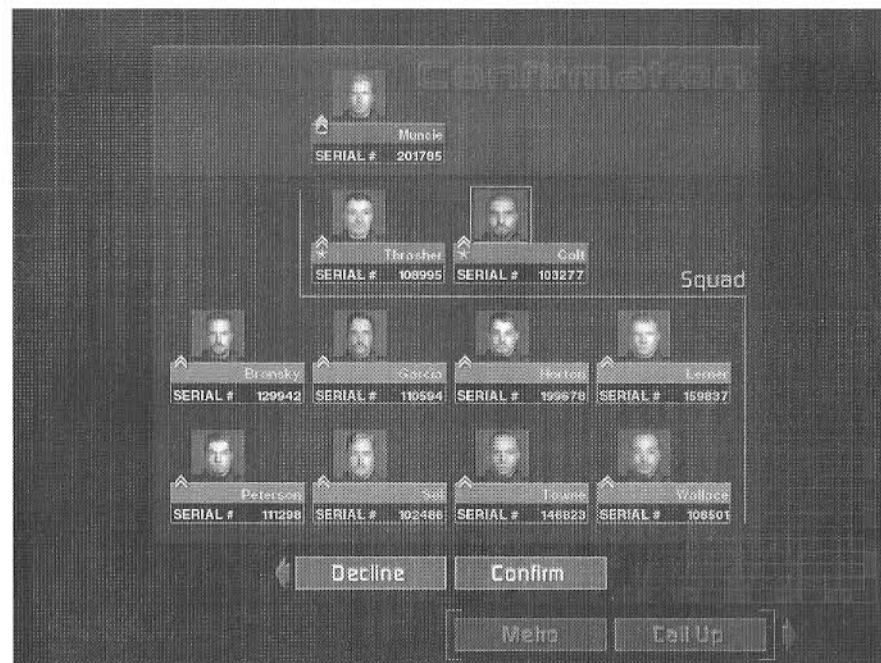 Confirmation
Muncie
SERIAL # 201785
Thrasher Colt
SERIAL # 108995 SERIAL # 103277
Squad
Bronsky Garcia Horton Lerner
SERIAL # 129942 SERIAL # 110594 SERIAL # 199678 SERIAL # 159837
Peterson Sol Towne Wallace
SERIAL # 111298 SERIAL # 102486 SERIAL # 146823 SERIAL # 108501
Decline Confirm
Metro Call Up